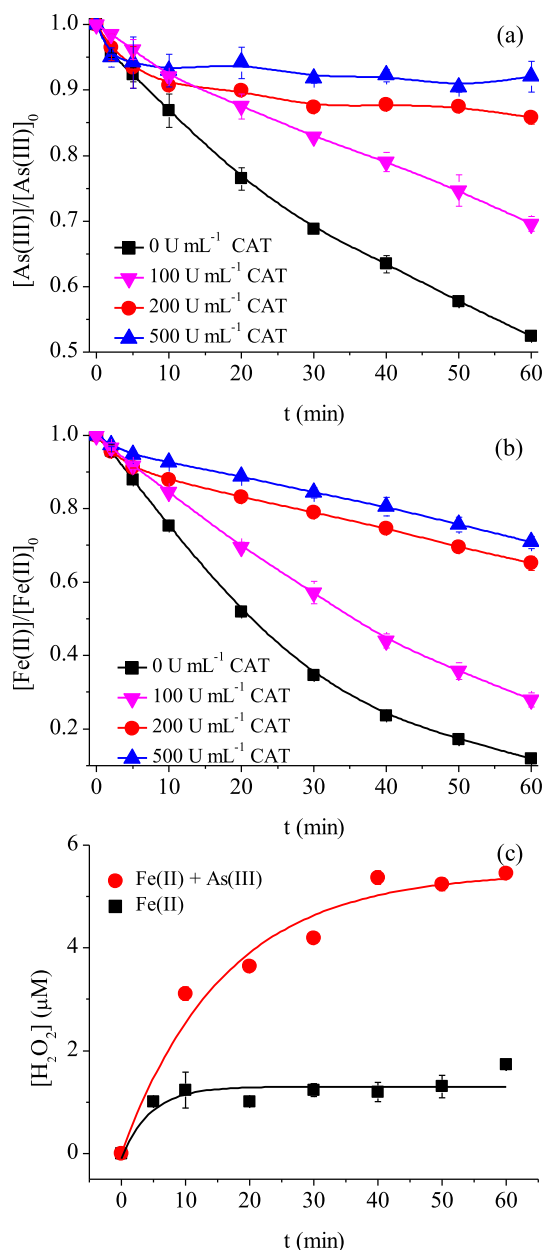 (a)
1.0
0.9
0.8
0.7
0.6
0.5
[As(III)]/[As(III)]₀
0 U mL⁻¹ CAT
100 U mL⁻¹ CAT
200 U mL⁻¹ CAT
500 U mL⁻¹ CAT
0 10 20 30 40 50 60
t (min)
(b)
1.0
0.8
0.6
0.4
0.2
[Fe(II)]/[Fe(II)]₀
0 U mL⁻¹ CAT
100 U mL⁻¹ CAT
200 U mL⁻¹ CAT
500 U mL⁻¹ CAT
0 10 20 30 40 50 60
t (min)
(c)
Fe(II) + As(III)
Fe(II)
6
4
2
0
[H₂O₂] (μM)
0 10 20 30 40 50 60
t (min)